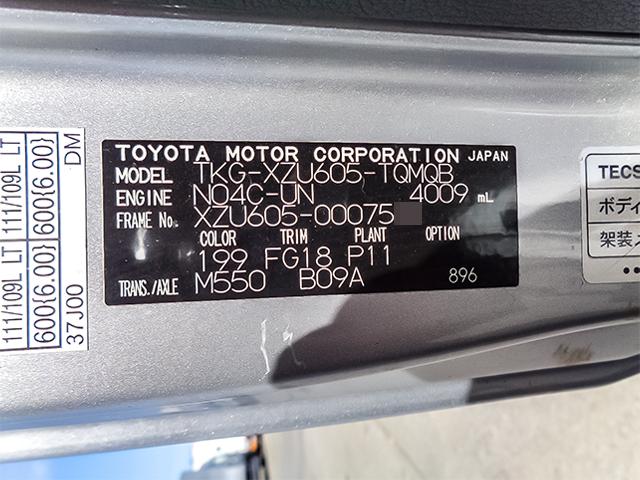 TOYOTA MOTOR CORPORATION JAPAN
MODEL TKG-XZU605-TQMQB
ENGINE N04C-UN 4009 mL
FRAME No. XZU605-00075
COLOR TRIM PLANT OPTION
199 FG18 P11
TRANS./AXLE M550 B09A 896
111/109L LT 111/109L LT
600{6.00} 600{6.00}
37J00 DM
TECS
ボディ
架装